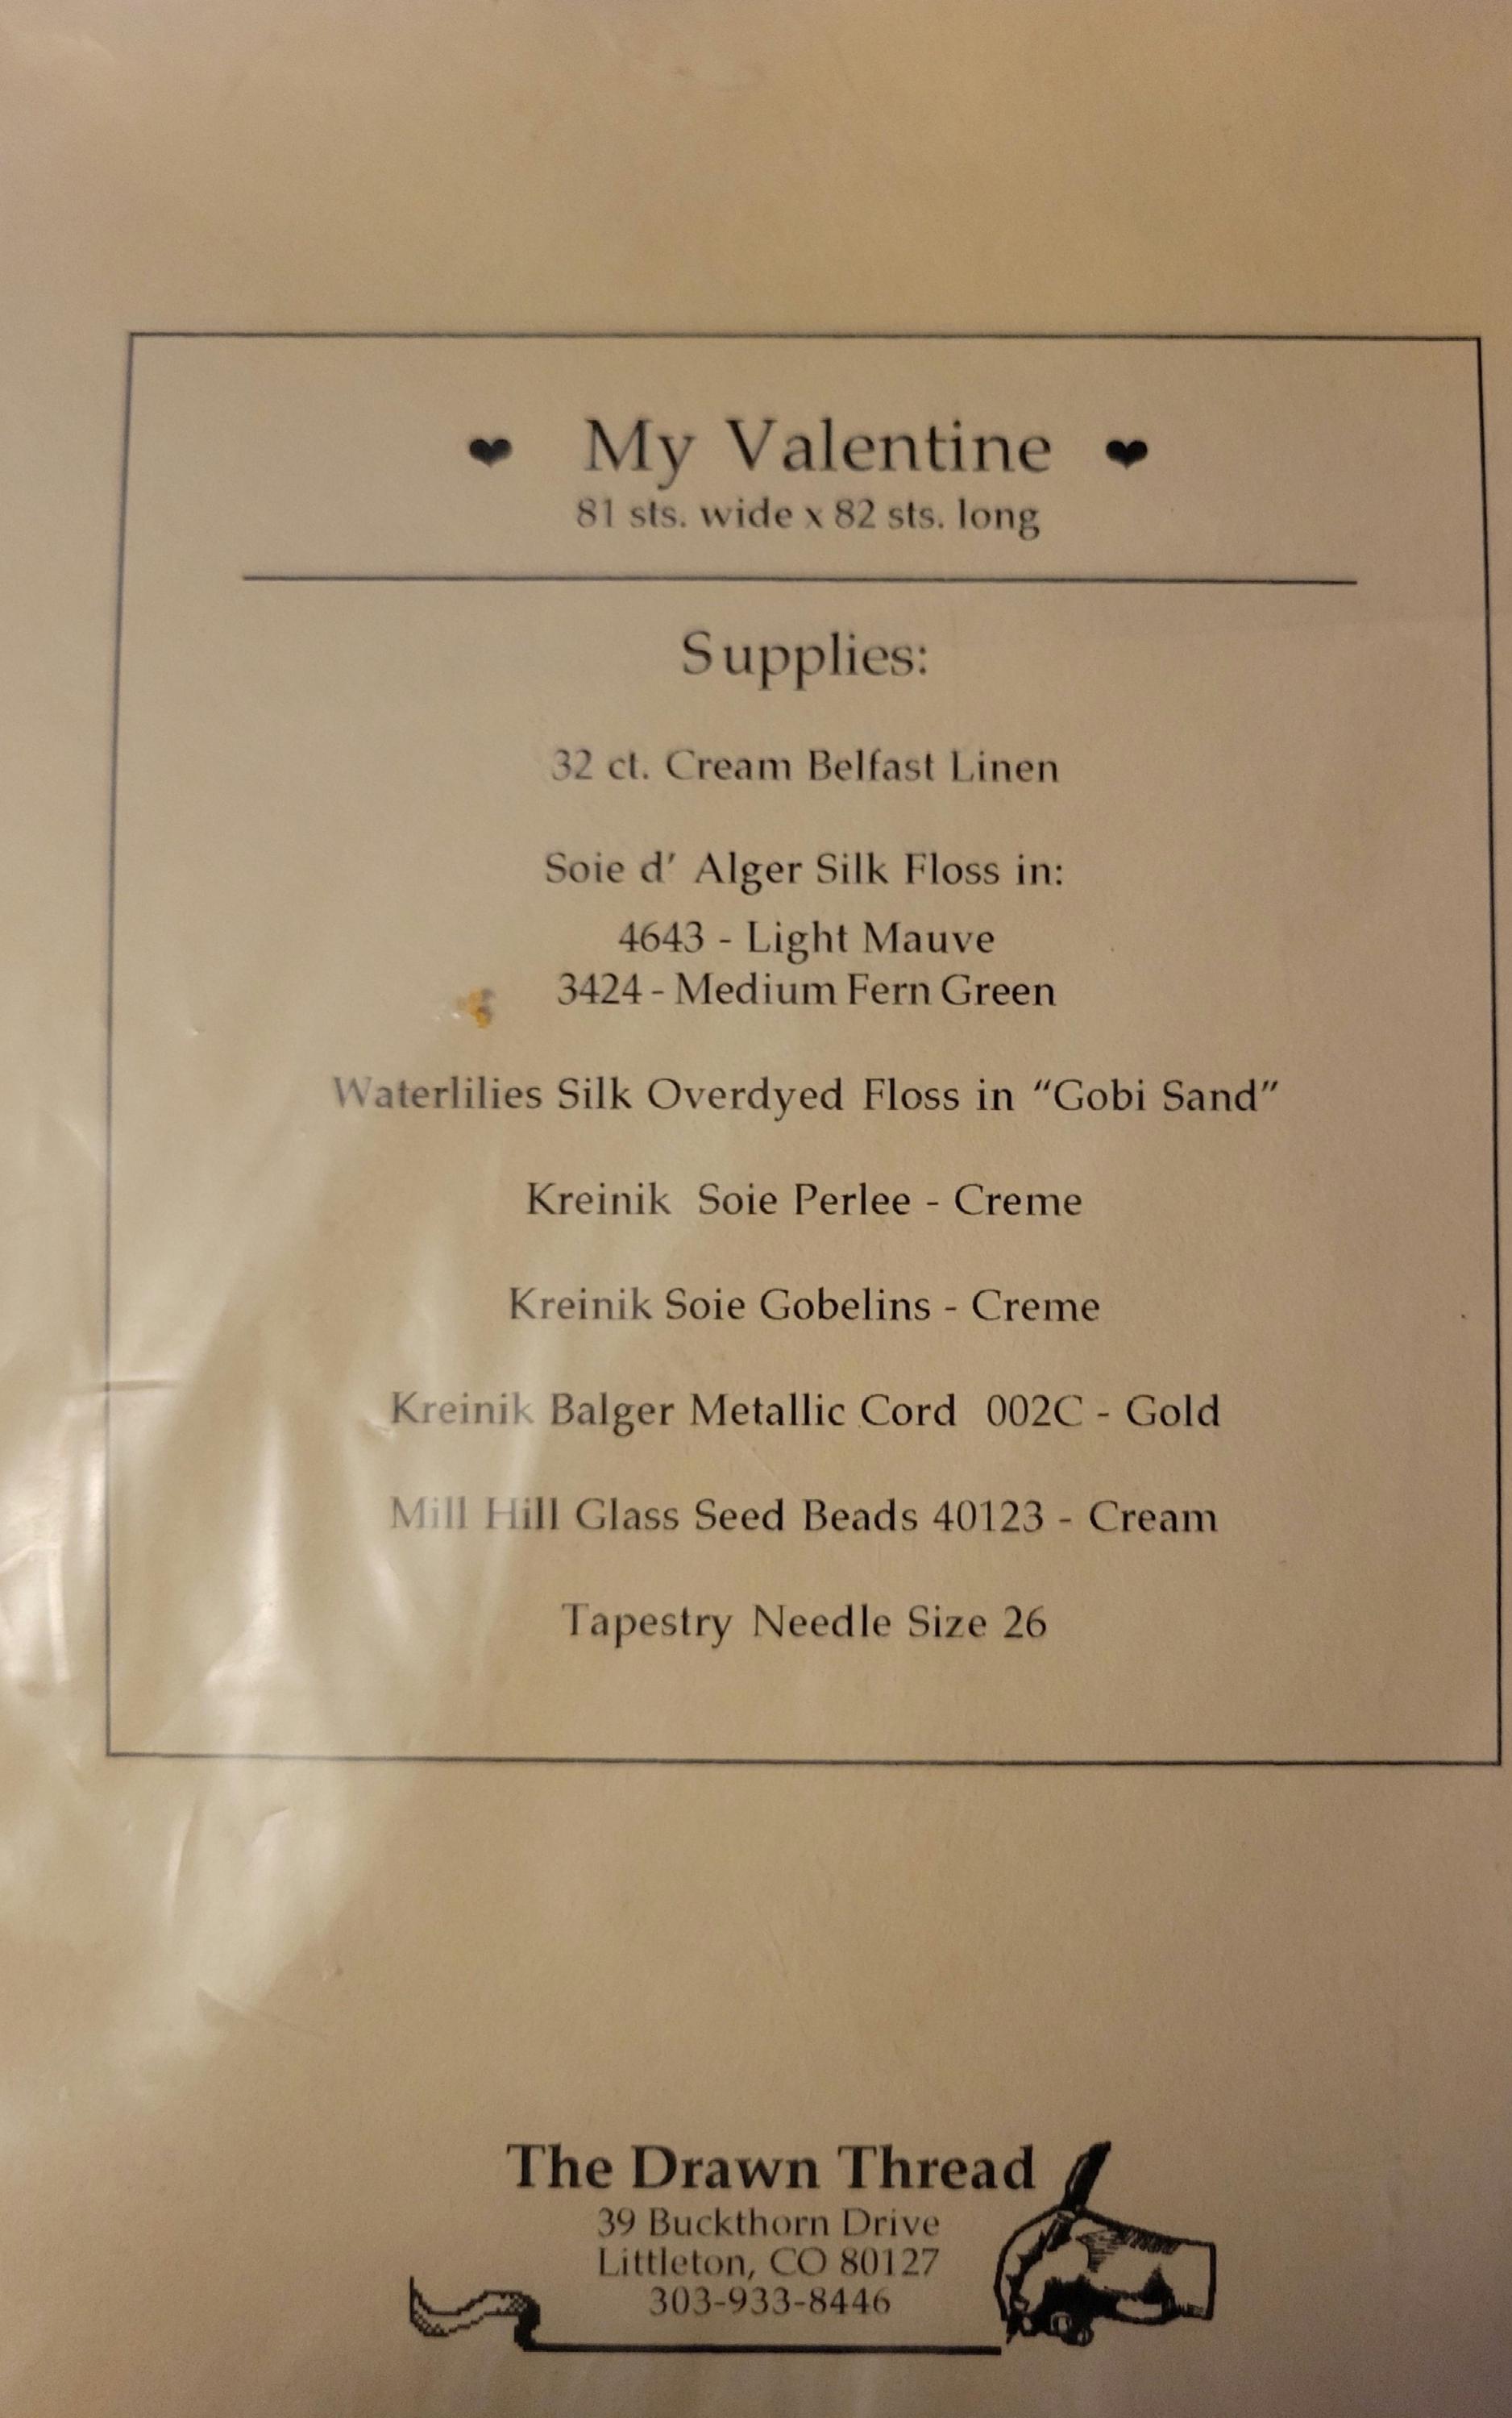 ❤ My Valentine ❤
81 sts. wide x 82 sts. long
Supplies:
32 ct. Cream Belfast Linen
Soie d' Alger Silk Floss in:
4643 - Light Mauve
3424 - Medium Fern Green
Waterlilies Silk Overdyed Floss in “Gobi Sand”
Kreinik Soie Perlee - Creme
Kreinik Soie Gobelins - Creme
Kreinik Balger Metallic Cord 002C - Gold
Mill Hill Glass Seed Beads 40123 - Cream
Tapestry Needle Size 26
The Drawn Thread
39 Buckthorn Drive
Littleton, CO 80127
303-933-8446